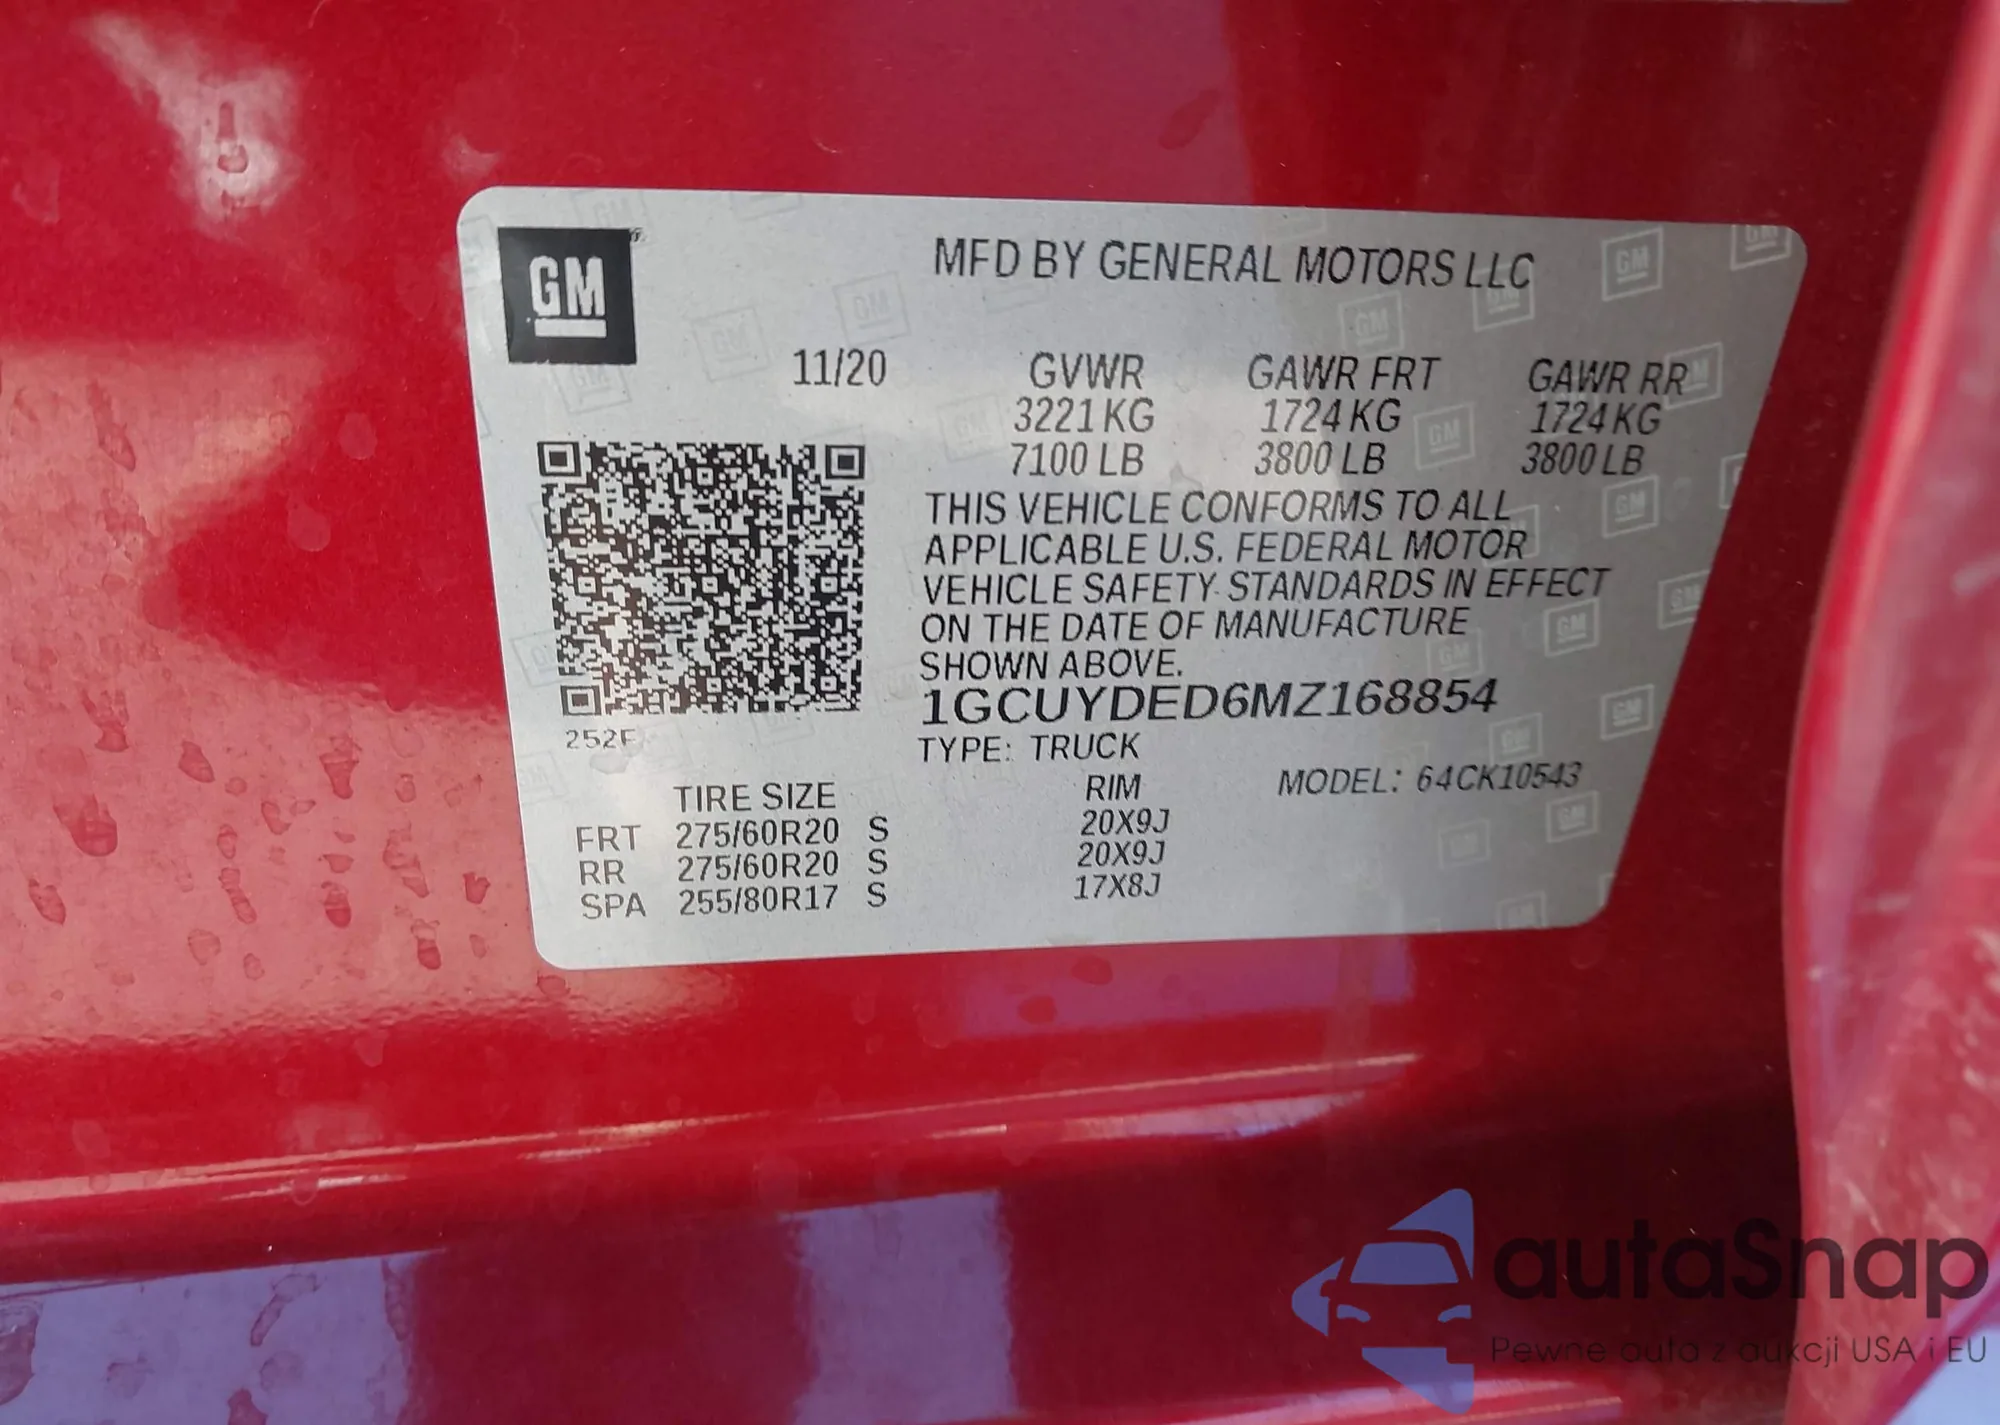 GM
MFD BY GENERAL MOTORS LLC
11/20 GVWR GAWR FRT GAWR RR
3221 KG 1724 KG 1724 KG
7100 LB 3800 LB 3800 LB
THIS VEHICLE CONFORMS TO ALL
APPLICABLE U.S. FEDERAL MOTOR
VEHICLE SAFETY STANDARDS IN EFFECT
ON THE DATE OF MANUFACTURE
SHOWN ABOVE.
1GCUYDED6MZ168854
252F
TYPE: TRUCK
TIRE SIZE RIM MODEL: 64CK10543
FRT 275/60R20 S 20X9J
RR 275/60R20 S 20X9J
SPA 255/80R17 S 17X8J
autaSnap
Pewne auta z aukcji USA i EU